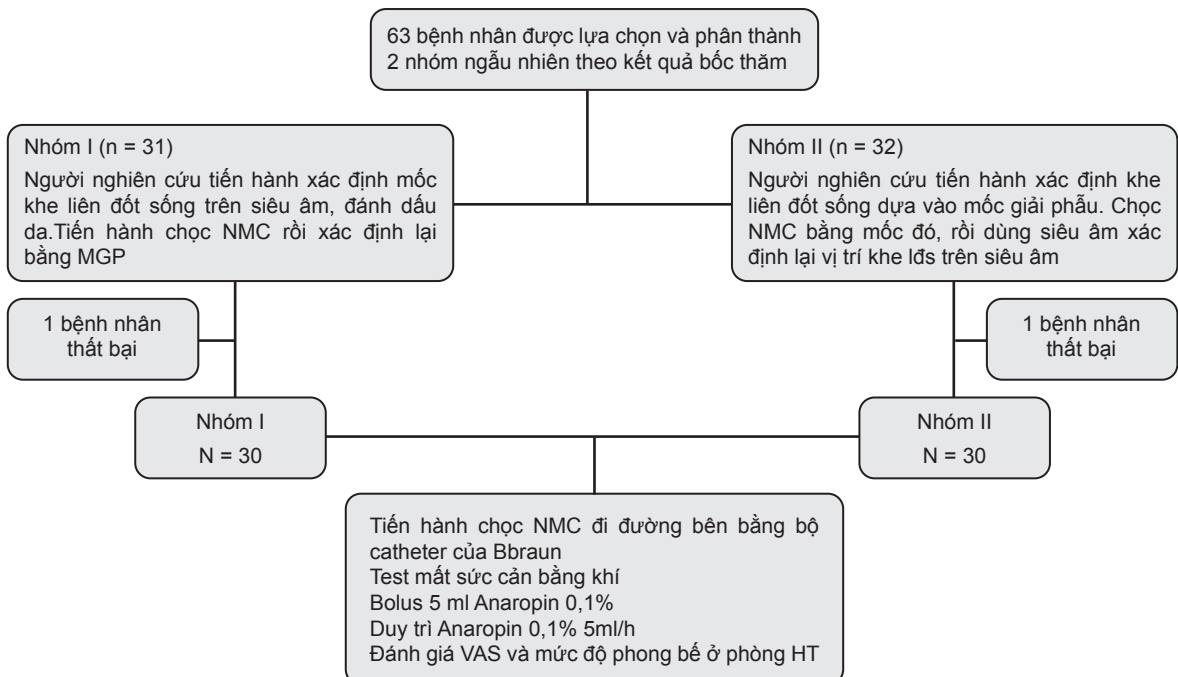 63 bệnh nhân được lựa chọn và phân thành
2 nhóm ngẫu nhiên theo kết quả bốc thăm
Nhóm I (n = 31)
Người nghiên cứu tiến hành xác định mốc
khe liên đốt sống trên siêu âm, đánh dấu
da.Tiến hành chọc NMC rồi xác định lại
bằng MGP
Nhóm II (n = 32)
Người nghiên cứu tiến hành xác định khe
liên đốt sống dựa vào mốc giải phẫu. Chọc
NMC bằng mốc đó, rồi dùng siêu âm xác
định lại vị trí khe lđs trên siêu âm
1 bệnh nhân
thất bại
1 bệnh nhân
thất bại
Nhóm I
N = 30
Nhóm II
N = 30
Tiến hành chọc NMC đi đường bên bằng bộ
catheter của Bbraun
Test mất sức cản bằng khí
Bolus 5 ml Anaropin 0,1%
Duy trì Anaropin 0,1% 5ml/h
Đánh giá VAS và mức độ phong bế ở phòng HT